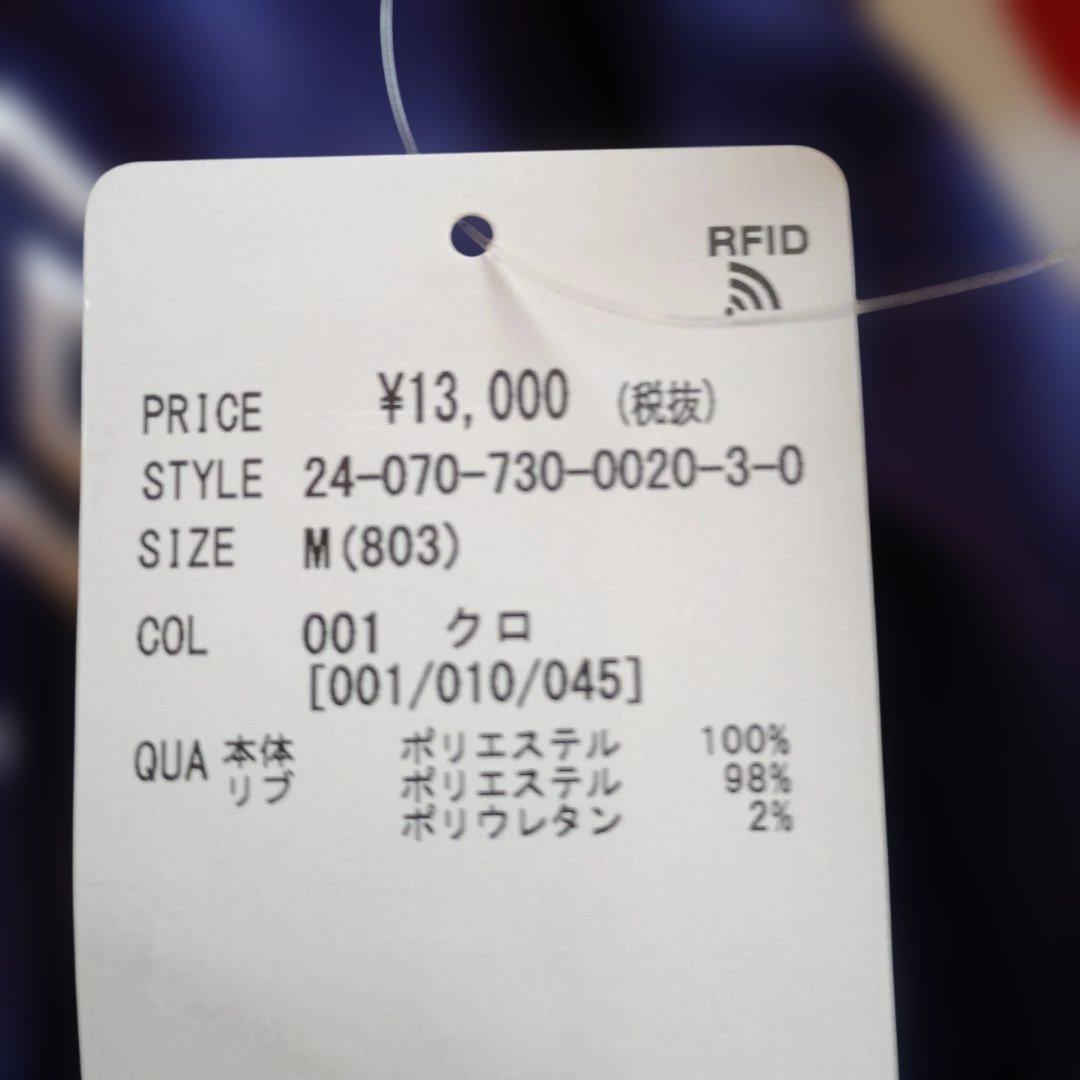 RFID
PRICE ¥13,000 (税抜)
STYLE 24-070-730-0020-3-0
SIZE M(803)
COL 001 クロ
[001/010/045]
QUA 本体 ポリエステル 100%
リブ ポリエステル 98%
ポリウレタン 2%